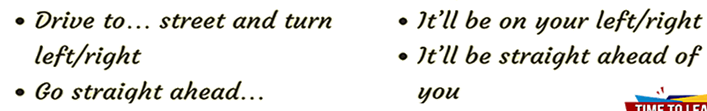 • Drive to... street and turn
left/right
• Go straight ahead...
• It'll be on your left/right
• It'll be straight ahead of
you
TIME TO LEA